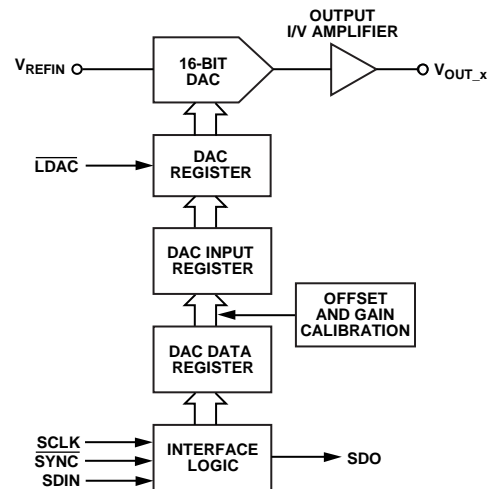 OUTPUT
I/V AMPLIFIER
VREFIN
16-BIT
DAC
VOUT_x
LDAC
DAC
REGISTER
DAC INPUT
REGISTER
OFFSET
AND GAIN
CALIBRATION
DAC DATA
REGISTER
SCLK
SYNC
SDIN
INTERFACE
LOGIC
SDO